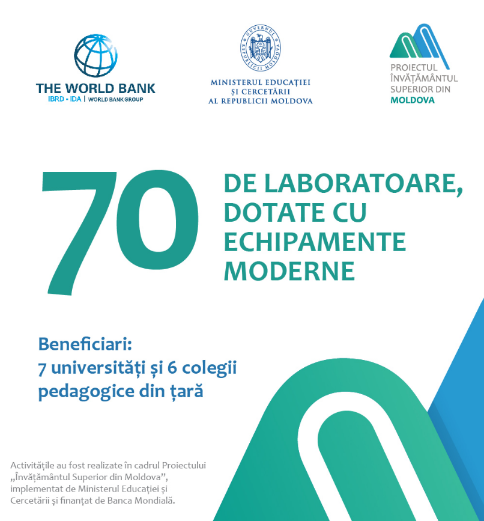 THE WORLD BANK
IBRD • IDA | WORLD BANK GROUP
MINISTERUL EDUCAȚIEI
ȘI CERCETĂRII
AL REPUBLICII MOLDOVA
PROIECTUL
ÎNVĂȚĂMÂNTUL
SUPERIOR DIN
MOLDOVA
70
DE LABORATOARE,
DOTATE CU
ECHIPAMENTE
MODERNE
Beneficiari:
7 universități și 6 colegii
pedagogice din țară
Activitățile au fost realizate în cadrul Proiectului
„Învățământul Superior din Moldova”,
implementat de Ministerul Educației și
Cercetării și finanțat de Banca Mondială.